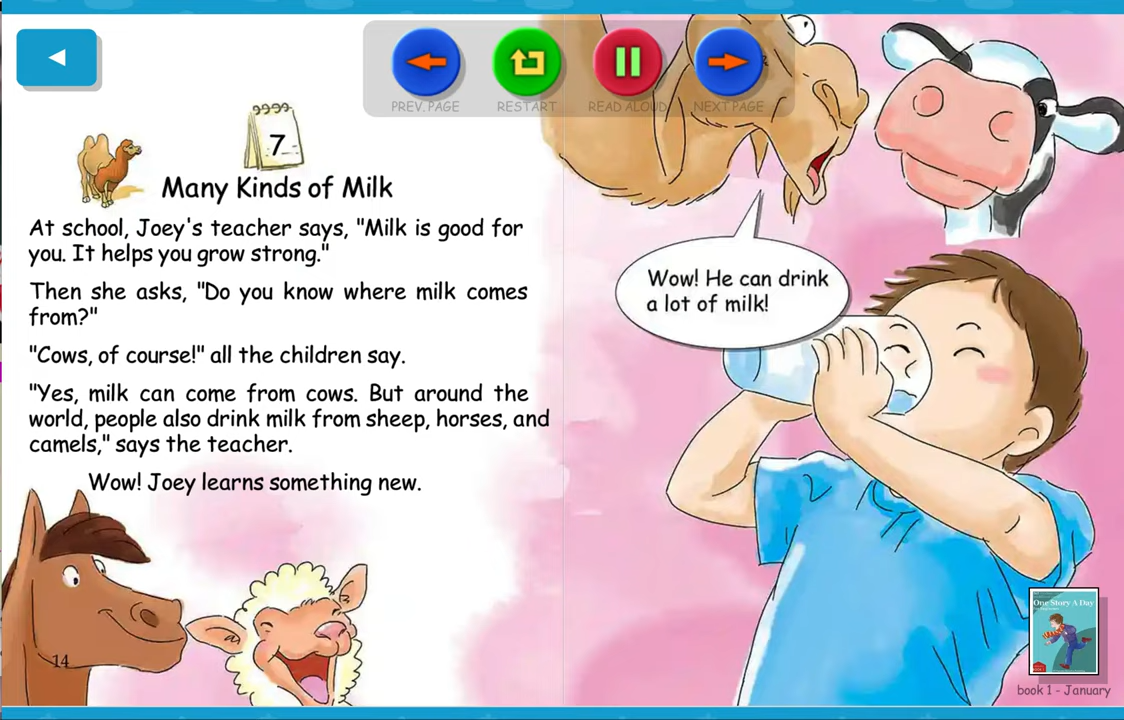 PREV. PAGE
RESTART
READ ALOUD
NEXT PAGE
7
Many Kinds of Milk
At school, Joey's teacher says, "Milk is good for
you. It helps you grow strong."
Then she asks, "Do you know where milk comes
from?"
"Cows, of course!" all the children say.
"Yes, milk can come from cows. But around the
world, people also drink milk from sheep, horses, and
camels," says the teacher.
Wow! Joey learns something new.
14
Wow! He can drink
a lot of milk!
One Story A Day
book 1 - January